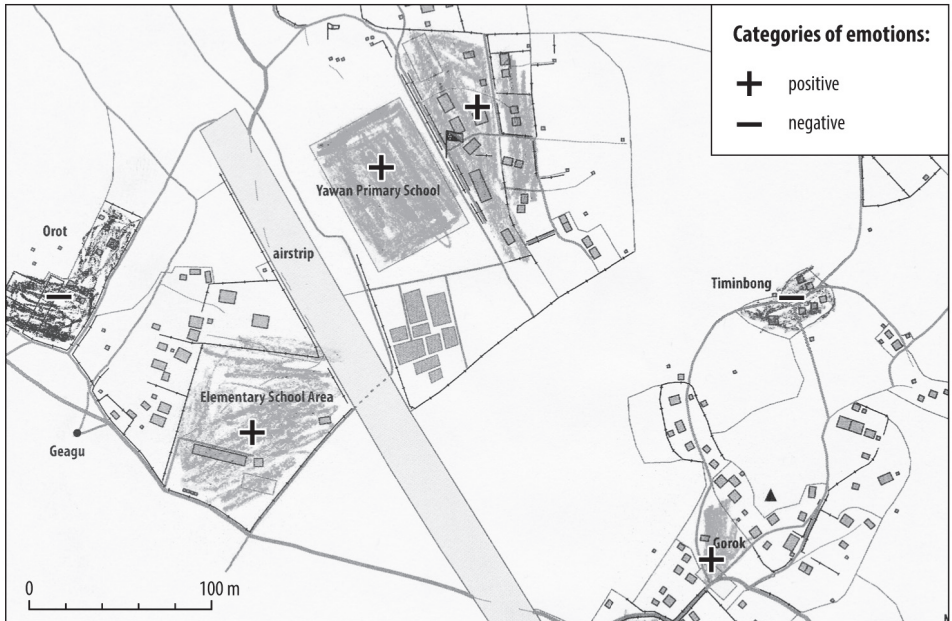 Categories of emotions:
positive
negative
Yawan Primary School
Orot
airstrip
Timinbong
Elementary School Area
Geagu
Gorok
0 100 m